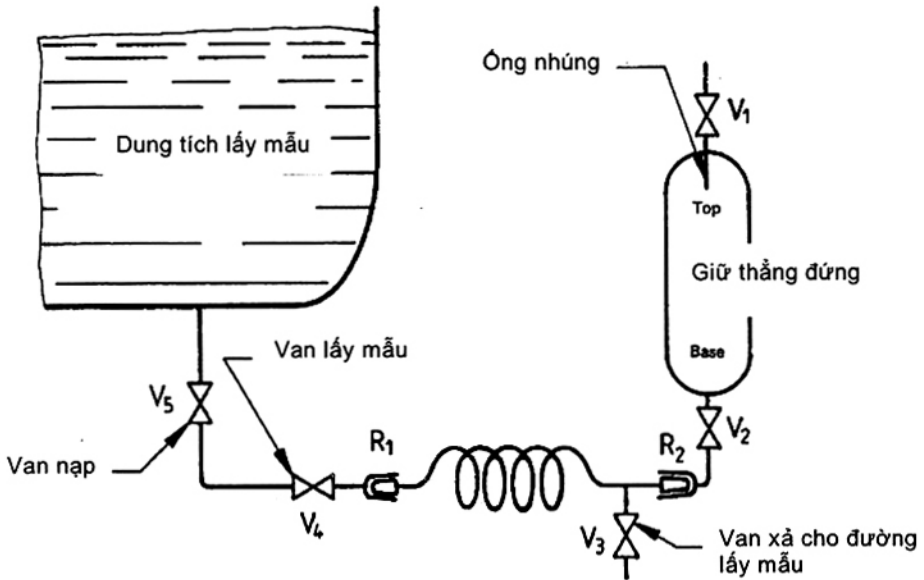 Ống nhúng
V1
Dung tích lấy mẫu
Top
Giữ thẳng đứng
Base
Van lấy mẫu
V5
R1
R2
V2
Van nạp
V4
V3
Van xả cho đường
lấy mẫu